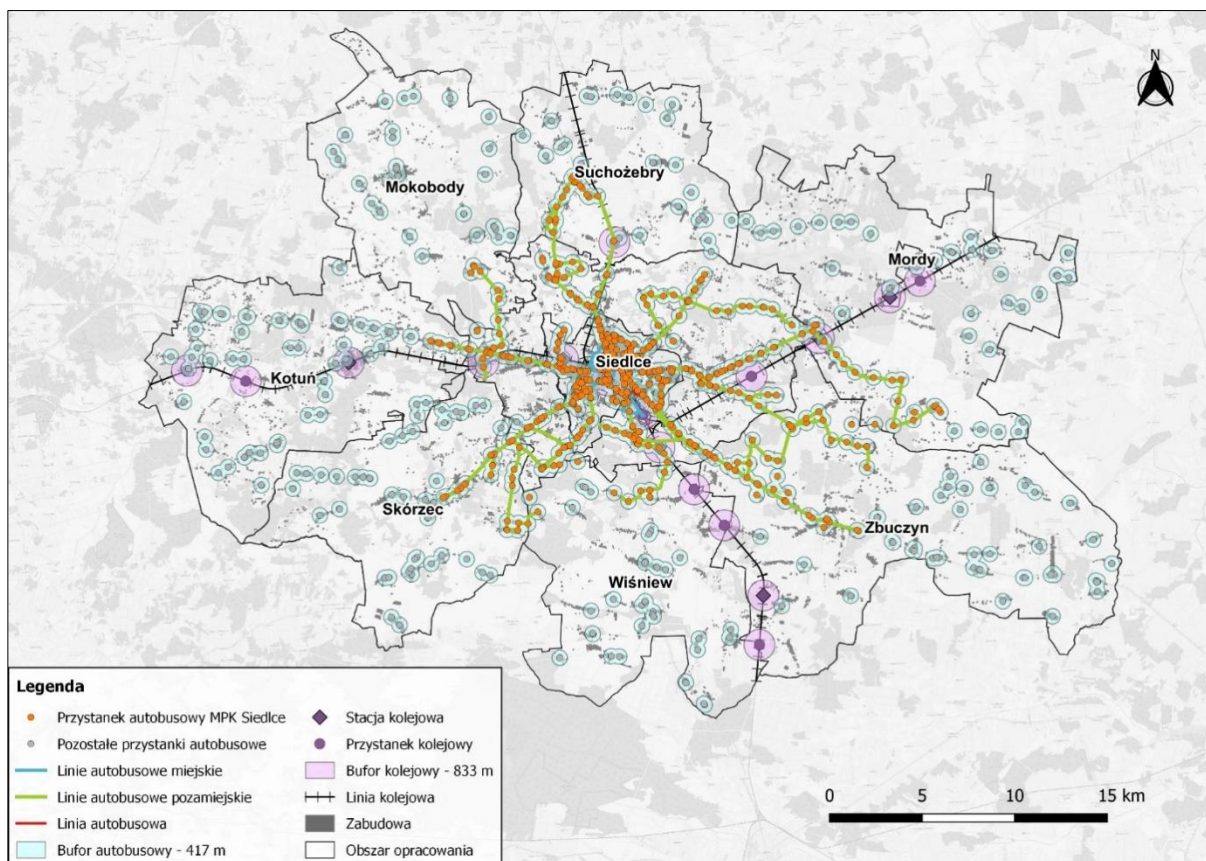 N
Suchożebry
Mokobody
Mordy
Siedlce
Kotuń
Skórzec
Zbuczyn
Wiśniew
Legenda
Przystanek autobusowy MPK Siedlce
Pozostałe przystanki autobusowe
Linie autobusowe miejskie
Linie autobusowe pozamiejskie
Linia autobusowa
Bufor autobusowy - 417 m
Stacja kolejowa
Przystanek kolejowy
Bufor kolejowy - 833 m
Linia kolejowa
Zabudowa
Obszar opracowania
0 5 10 15 km